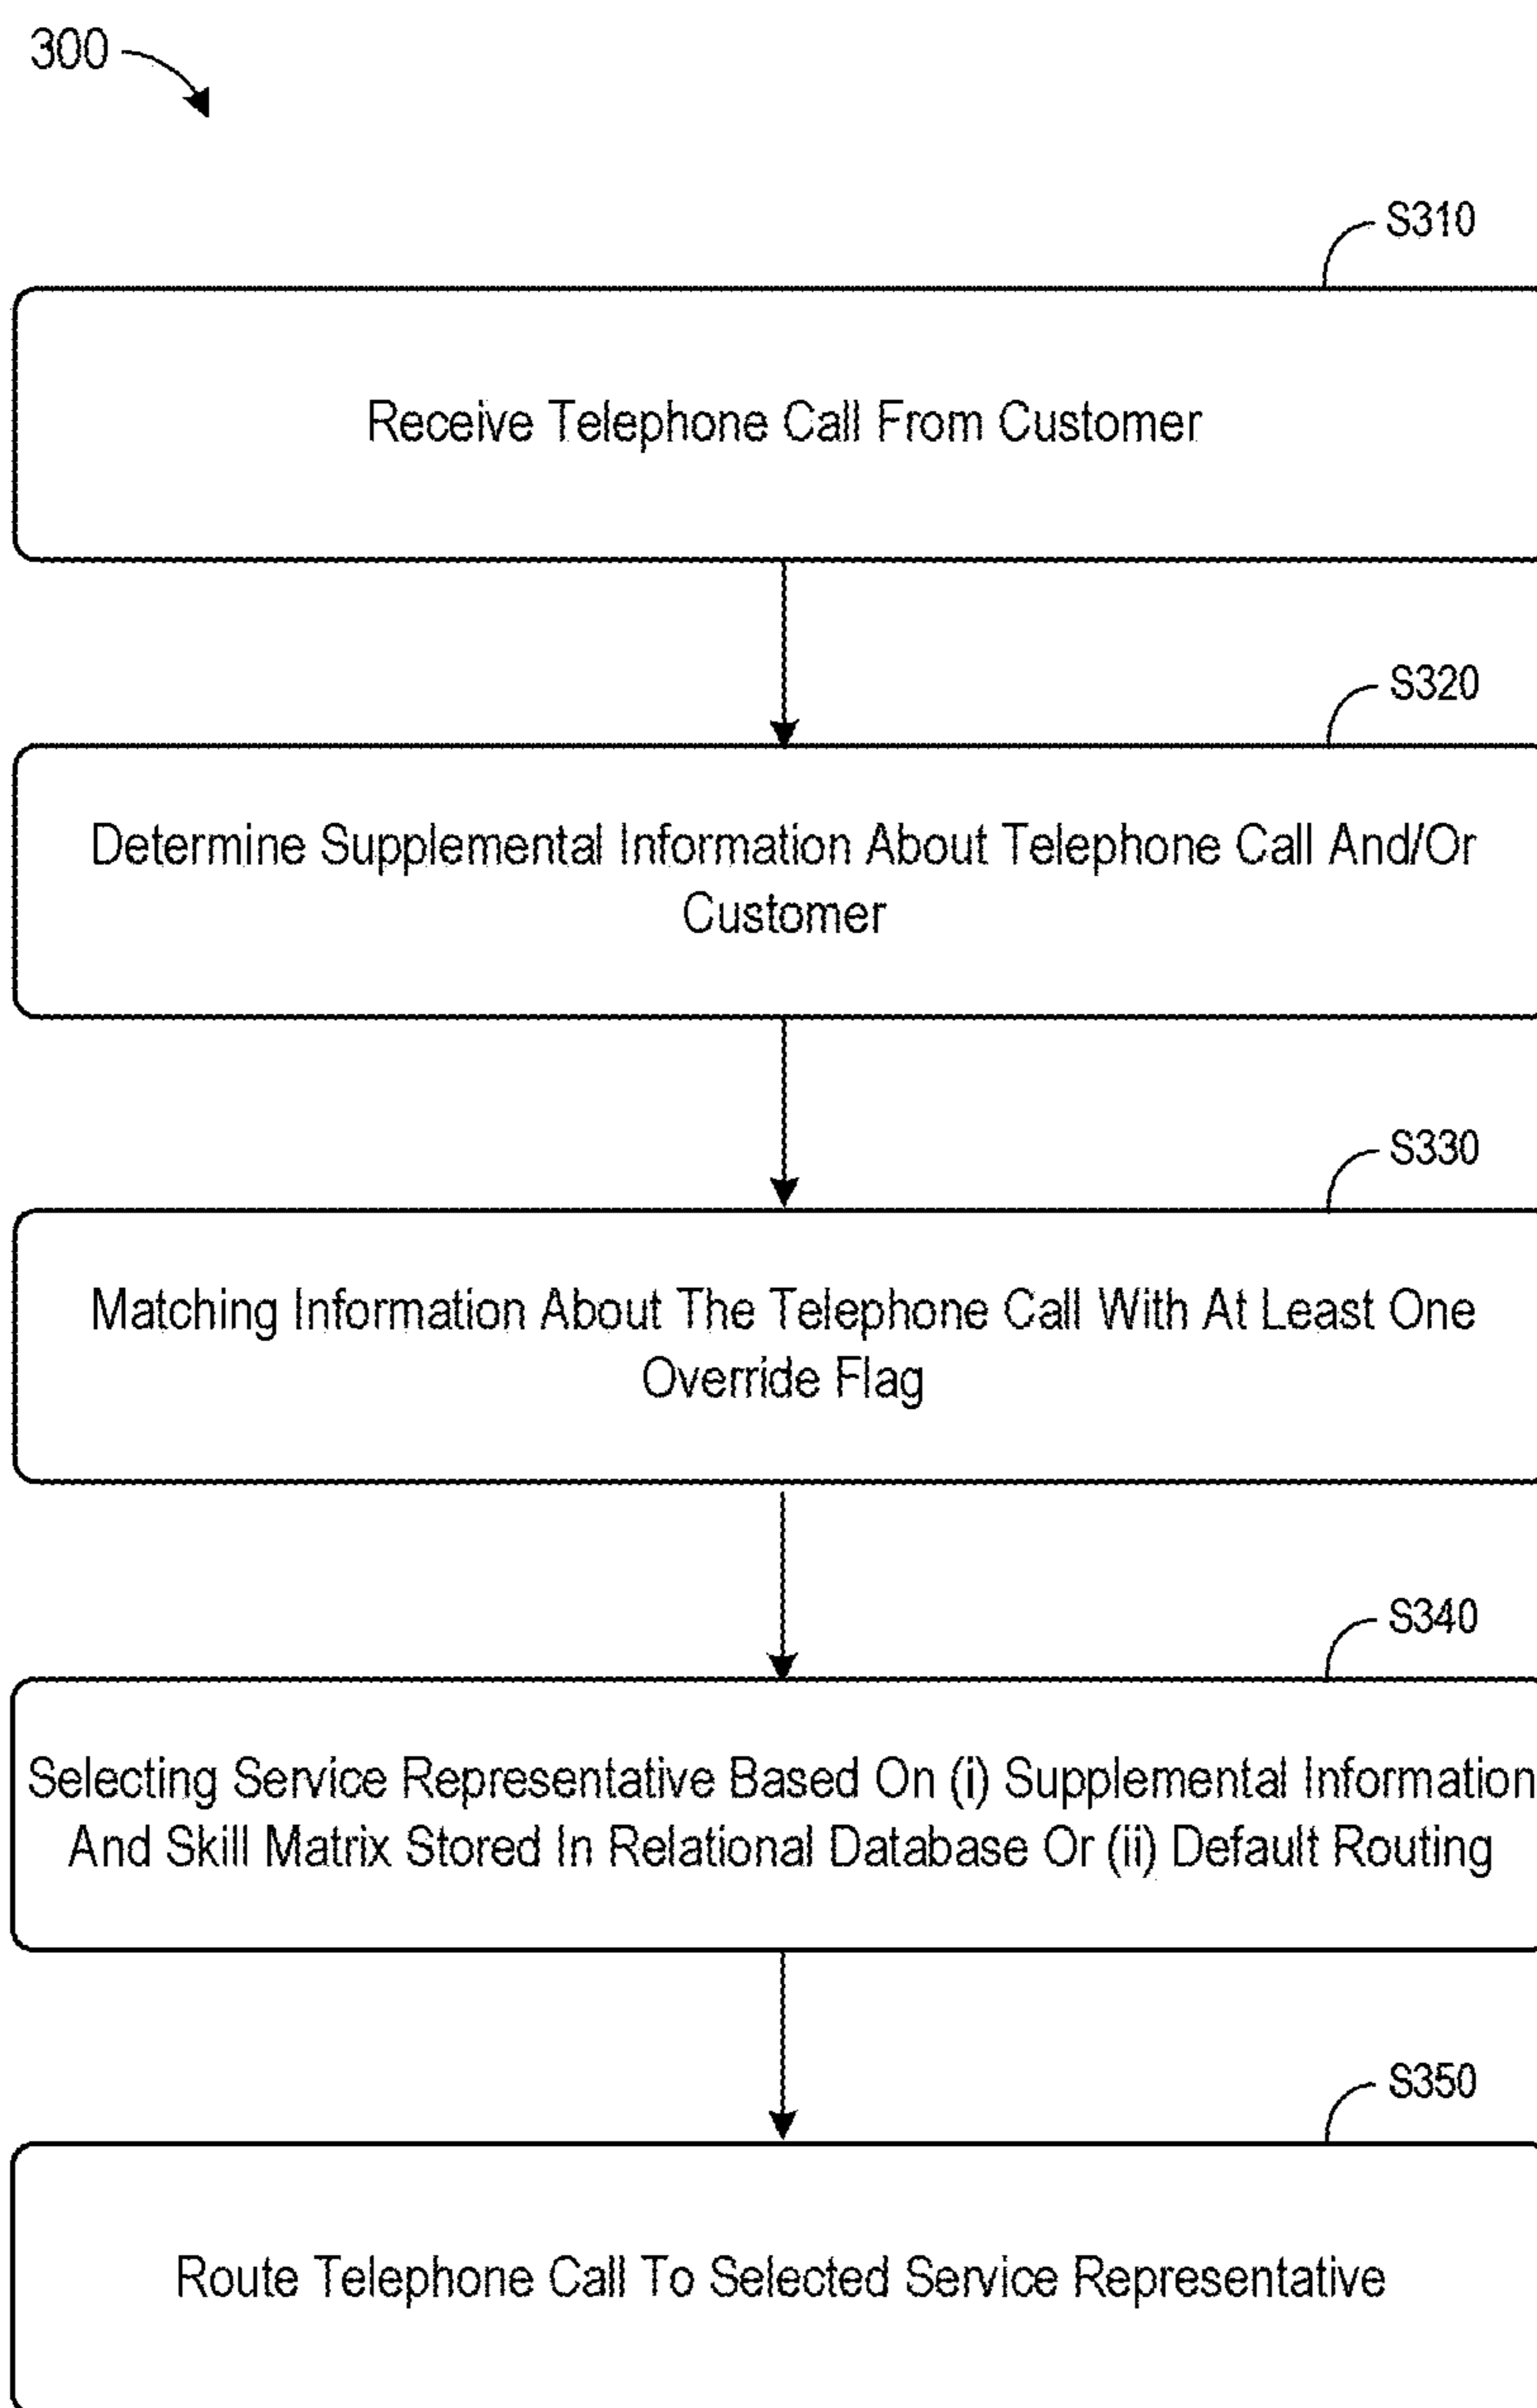 300
S310
Receive Telephone Call From Customer
S320
Determine Supplemental Information About Telephone Call And/Or
Customer
S330
Matching Information About The Telephone Call With At Least One
Override Flag
S340
Selecting Service Representative Based On (i) Supplemental Information
And Skill Matrix Stored In Relational Database Or (ii) Default Routing
S350
Route Telephone Call To Selected Service Representative